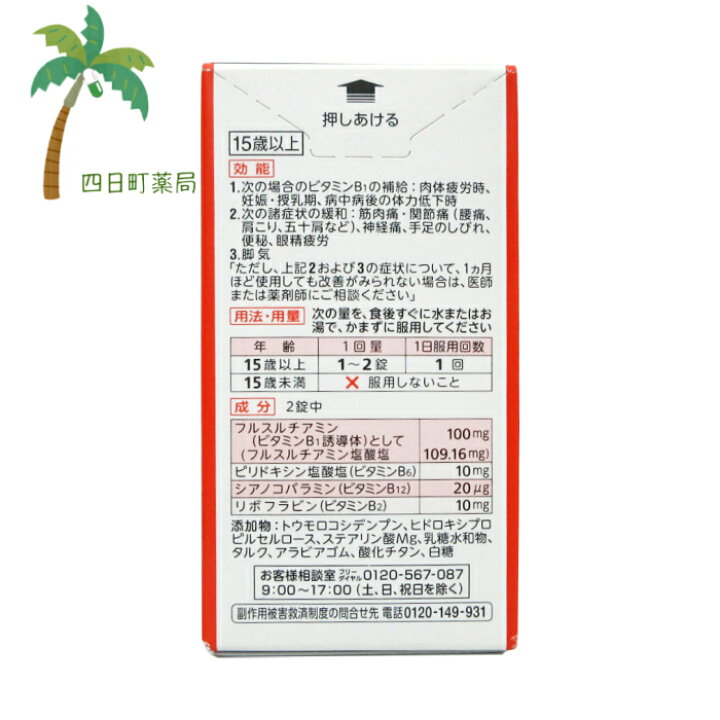 四日町薬局
押しあける
15歳以上
効能
1.次の場合のビタミンB1の補給：肉体疲労時、
妊娠・授乳期、病中病後の体力低下時
2.次の諸症状の緩和：筋肉痛・関節痛（腰痛、
肩こり、五十肩など）、神経痛、手足のしびれ、
便秘、眼精疲労
3.脚気
「ただし、上記2および3の症状について、1ヵ月
ほど使用しても改善がみられない場合は、医師
または薬剤師にご相談ください」
用法・用量 次の量を、食後すぐに水またはお
湯で、かまずに服用してください
年齢 1回量 1日服用回数
15歳以上 1〜2錠 1回
15歳未満 ✕ 服用しないこと
成分 2錠中
フルスルチアミン
（ビタミンB1誘導体）として 100mg
（フルスルチアミン塩酸塩 109.16mg）
ピリドキシン塩酸塩（ビタミンB6） 10mg
シアノコバラミン（ビタミンB12） 20μg
リボフラビン（ビタミンB2） 10mg
添加物：トウモロコシデンプン、ヒドロキシプロ
ピルセルロース、ステアリン酸Mg、乳糖水和物、
タルク、アラビアゴム、酸化チタン、白糖
お客様相談室 フリーダイヤル 0120-567-087
9:00〜17:00（土、日、祝日を除く）
副作用被害救済制度の問合せ先 電話0120-149-931